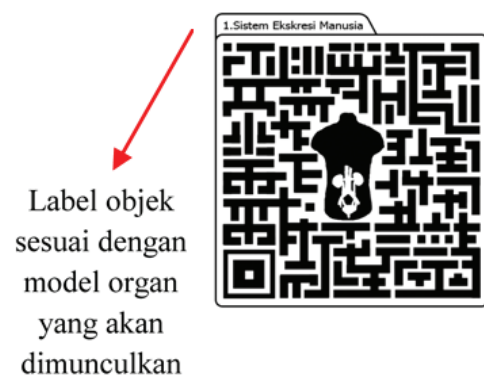 1.Sistem Ekskresi Manusia
Label objek
sesuai dengan
model organ
yang akan
dimunculkan